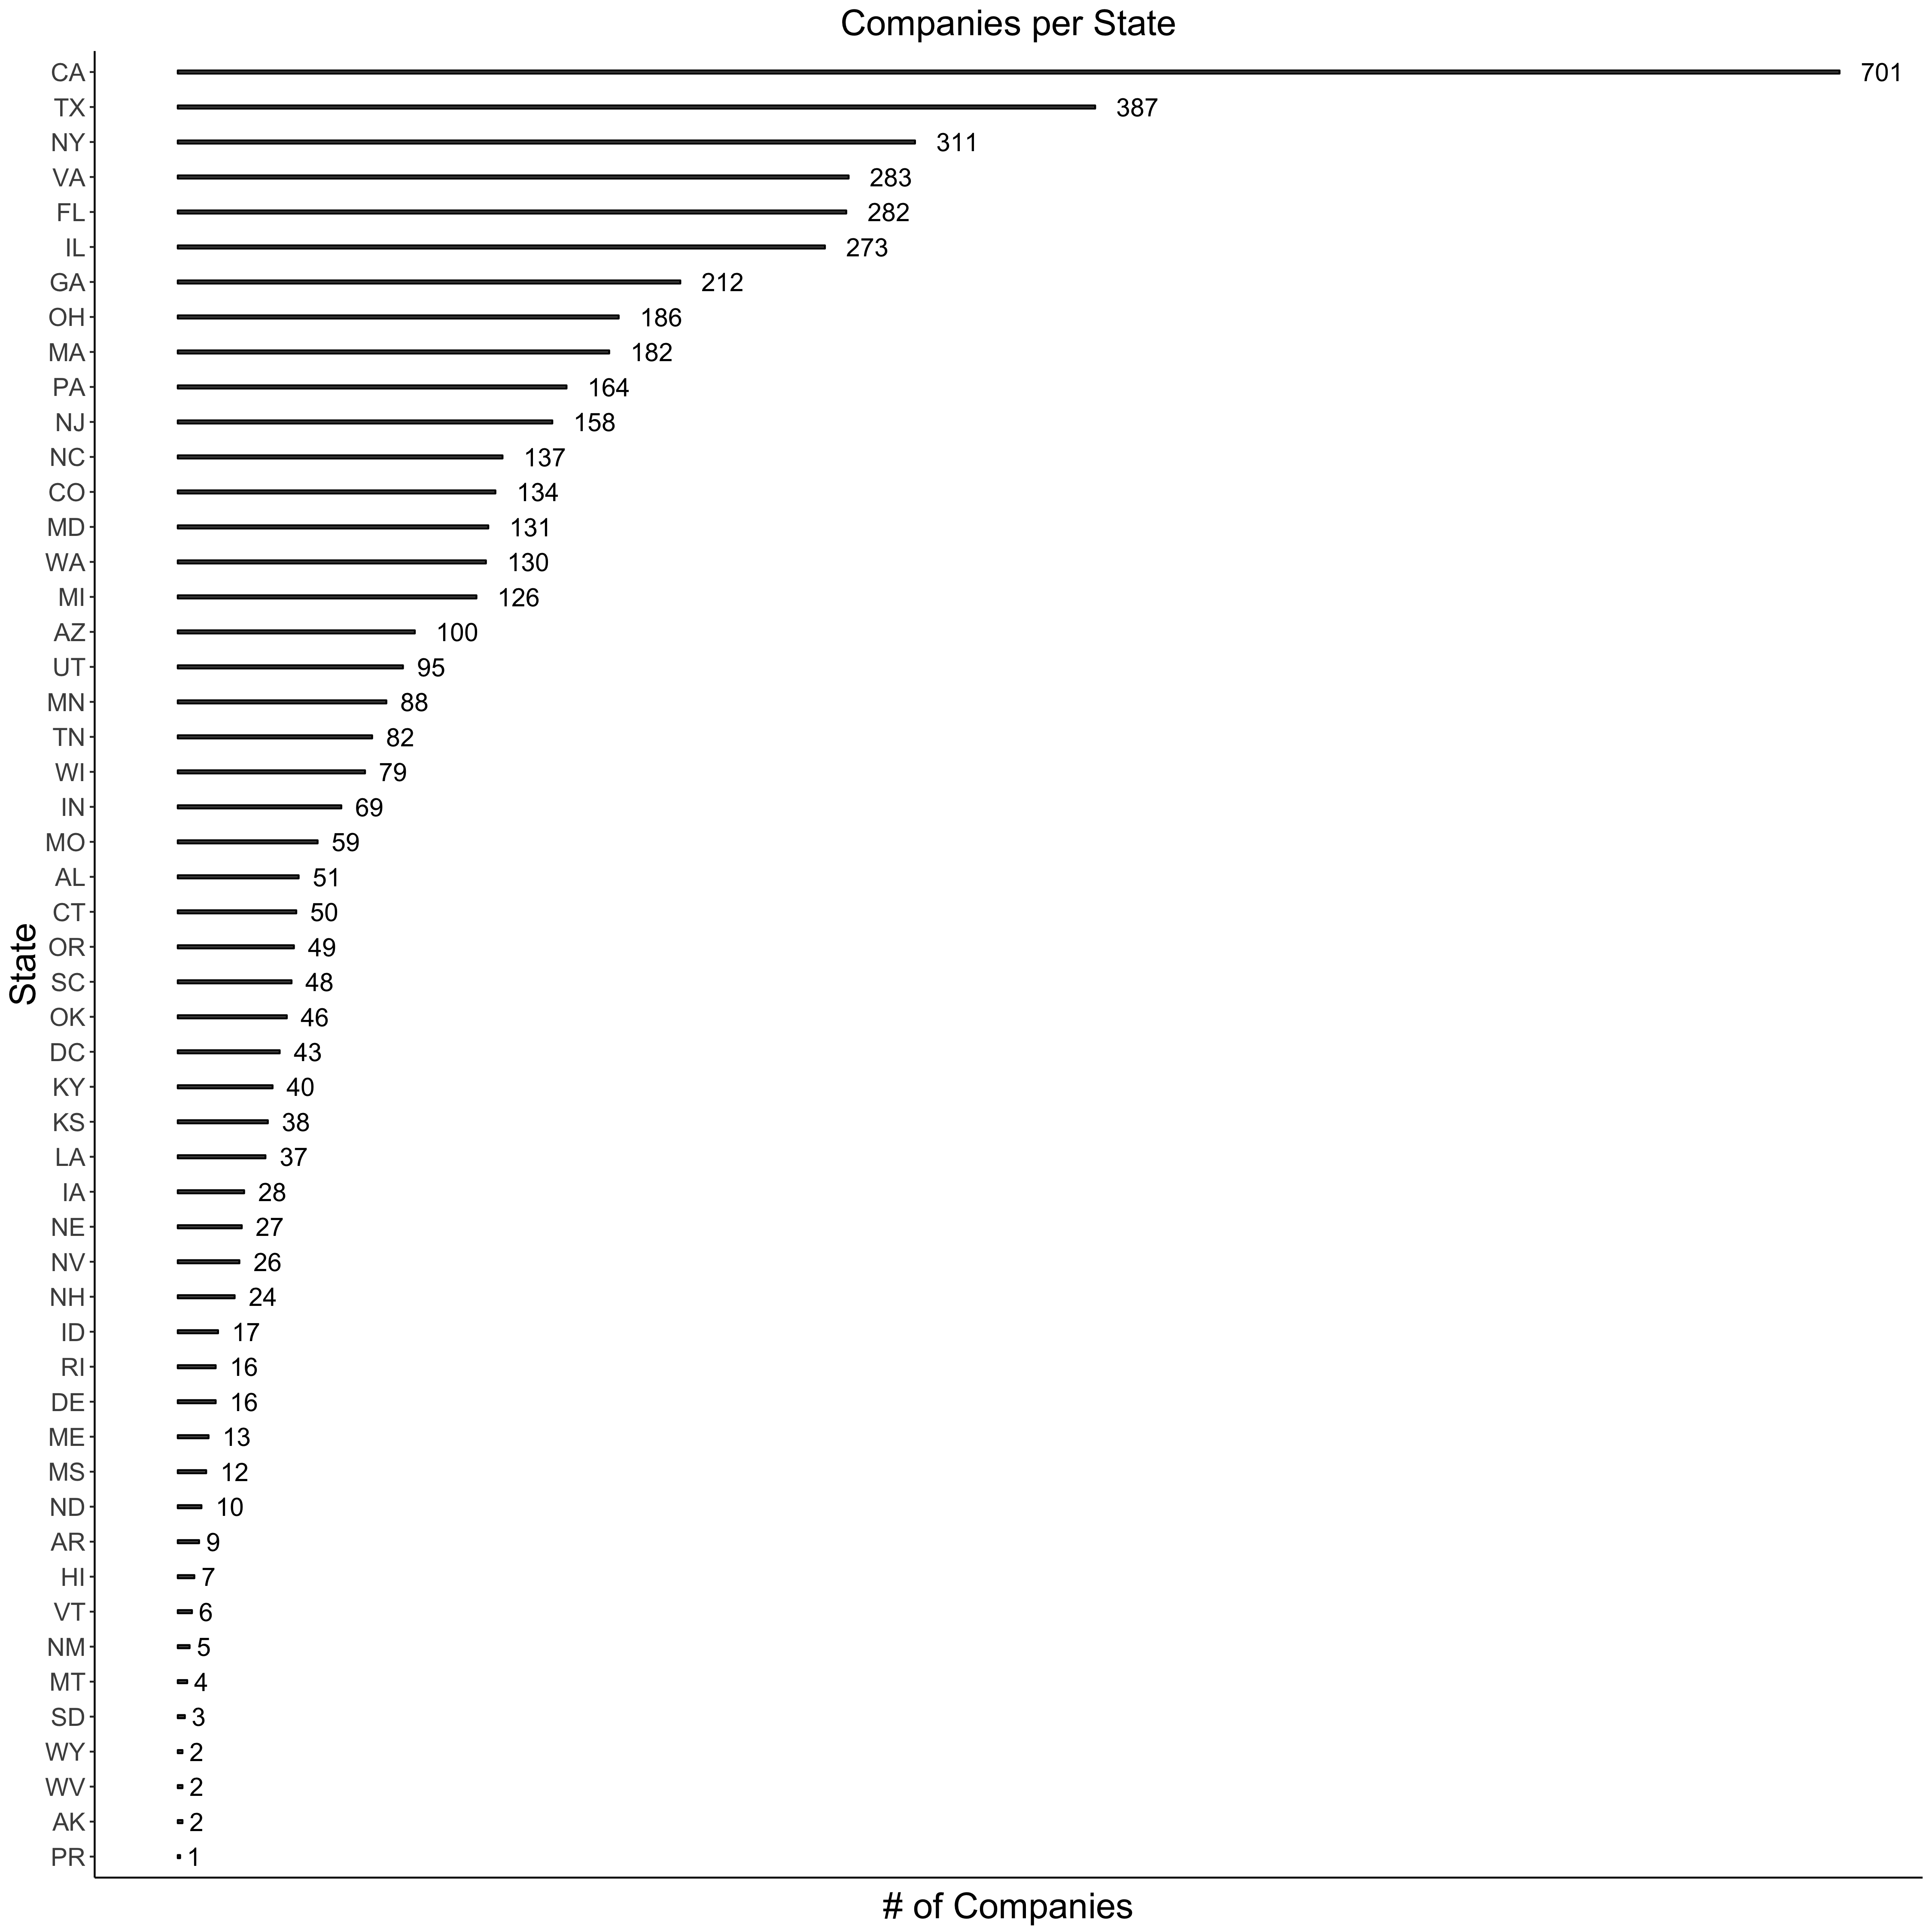 Companies per State
CA 701
TX 387
NY 311
VA 283
FL 282
IL 273
GA 212
OH 186
MA 182
PA 164
NJ 158
NC 137
CO 134
MD 131
WA 130
MI 126
AZ 100
UT 95
MN 88
TN 82
WI 79
IN 69
MO 59
AL 51
CT 50
OR 49
SC 48
OK 46
DC 43
KY 40
KS 38
LA 37
IA 28
NE 27
NV 26
NH 24
ID 17
RI 16
DE 16
ME 13
MS 12
ND 10
AR 9
HI 7
VT 6
NM 5
MT 4
SD 3
WY 2
WV 2
AK 2
PR 1
State
# of Companies